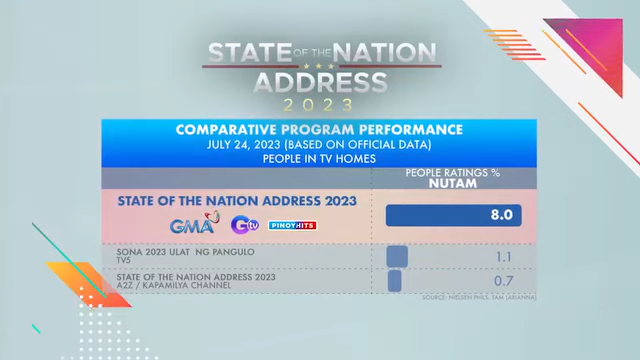 STATE OF THE NATION
ADDRESS
2023
COMPARATIVE PROGRAM PERFORMANCE
JULY 24, 2023 (BASED ON OFFICIAL DATA)
PEOPLE IN TV HOMES
PEOPLE RATINGS %
NUTAM
STATE OF THE NATION ADDRESS 2023
GMA Gtv PINOYHITS
8.0
SONA 2023 ULAT NG PANGULO
TV5
1.1
STATE OF THE NATION ADDRESS 2023
A2Z / KAPAMILYA CHANNEL
0.7
SOURCE: NIELSEN PHILS. TAM (ARIANNA)